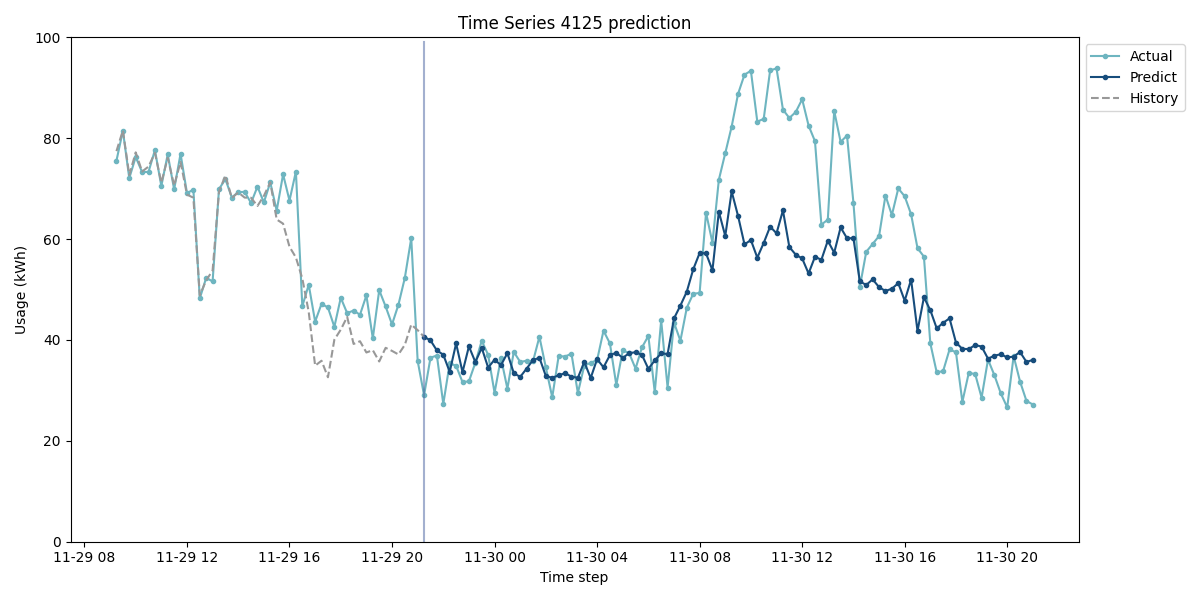 Time Series 4125 prediction
100
80
60
40
20
0
Usage (kWh)
11-29 08
11-29 12
11-29 16
11-29 20
11-30 00
11-30 04
11-30 08
11-30 12
11-30 16
11-30 20
Time step
Actual
Predict
History